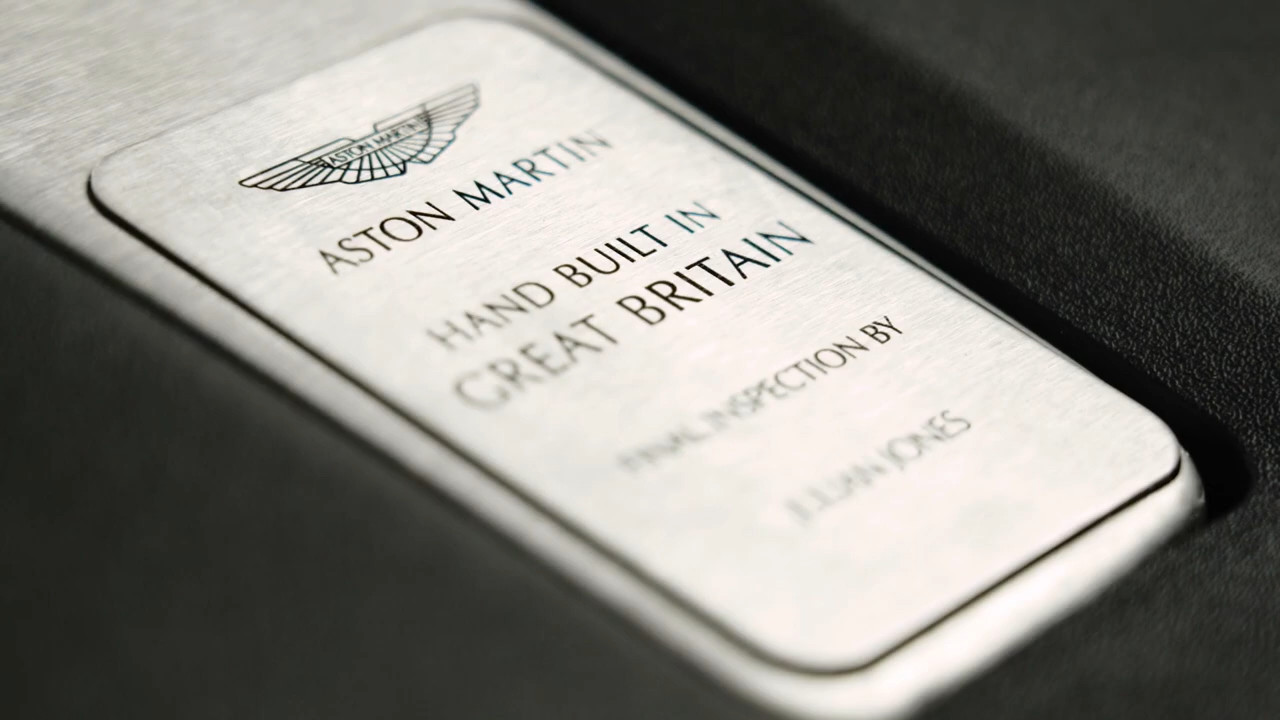 ASTON MARTIN
ASTON MARTIN
HAND BUILT IN
GREAT BRITAIN
FINAL INSPECTION BY
JULIAN JONES